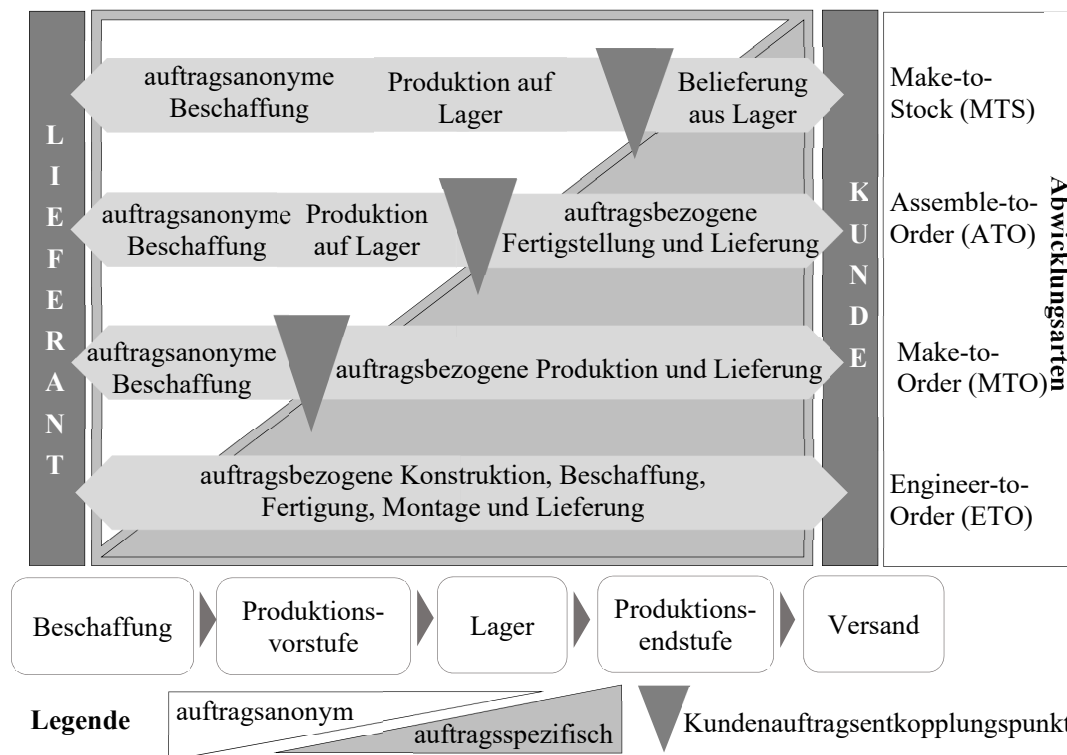 LIEFERANT
auftragsanonyme
Beschaffung
Produktion auf
Lager
Belieferung
aus Lager
Make-to-
Stock (MTS)
auftragsanonyme
Beschaffung
Produktion
auf Lager
auftragsbezogene
Fertigstellung und Lieferung
Assemble-to-
Order (ATO)
auftragsanonyme
Beschaffung
auftragsbezogene Produktion und Lieferung
Make-to-
Order (MTO)
auftragsbezogene Konstruktion, Beschaffung,
Fertigung, Montage und Lieferung
Engineer-to-
Order (ETO)
KUNDE
Abwicklungsarten
Beschaffung
Produktions-
vorstufe
Lager
Produktions-
endstufe
Versand
Legende
auftragsanonym
auftragsspezifisch
Kundenauftragsentkopplungspunkt